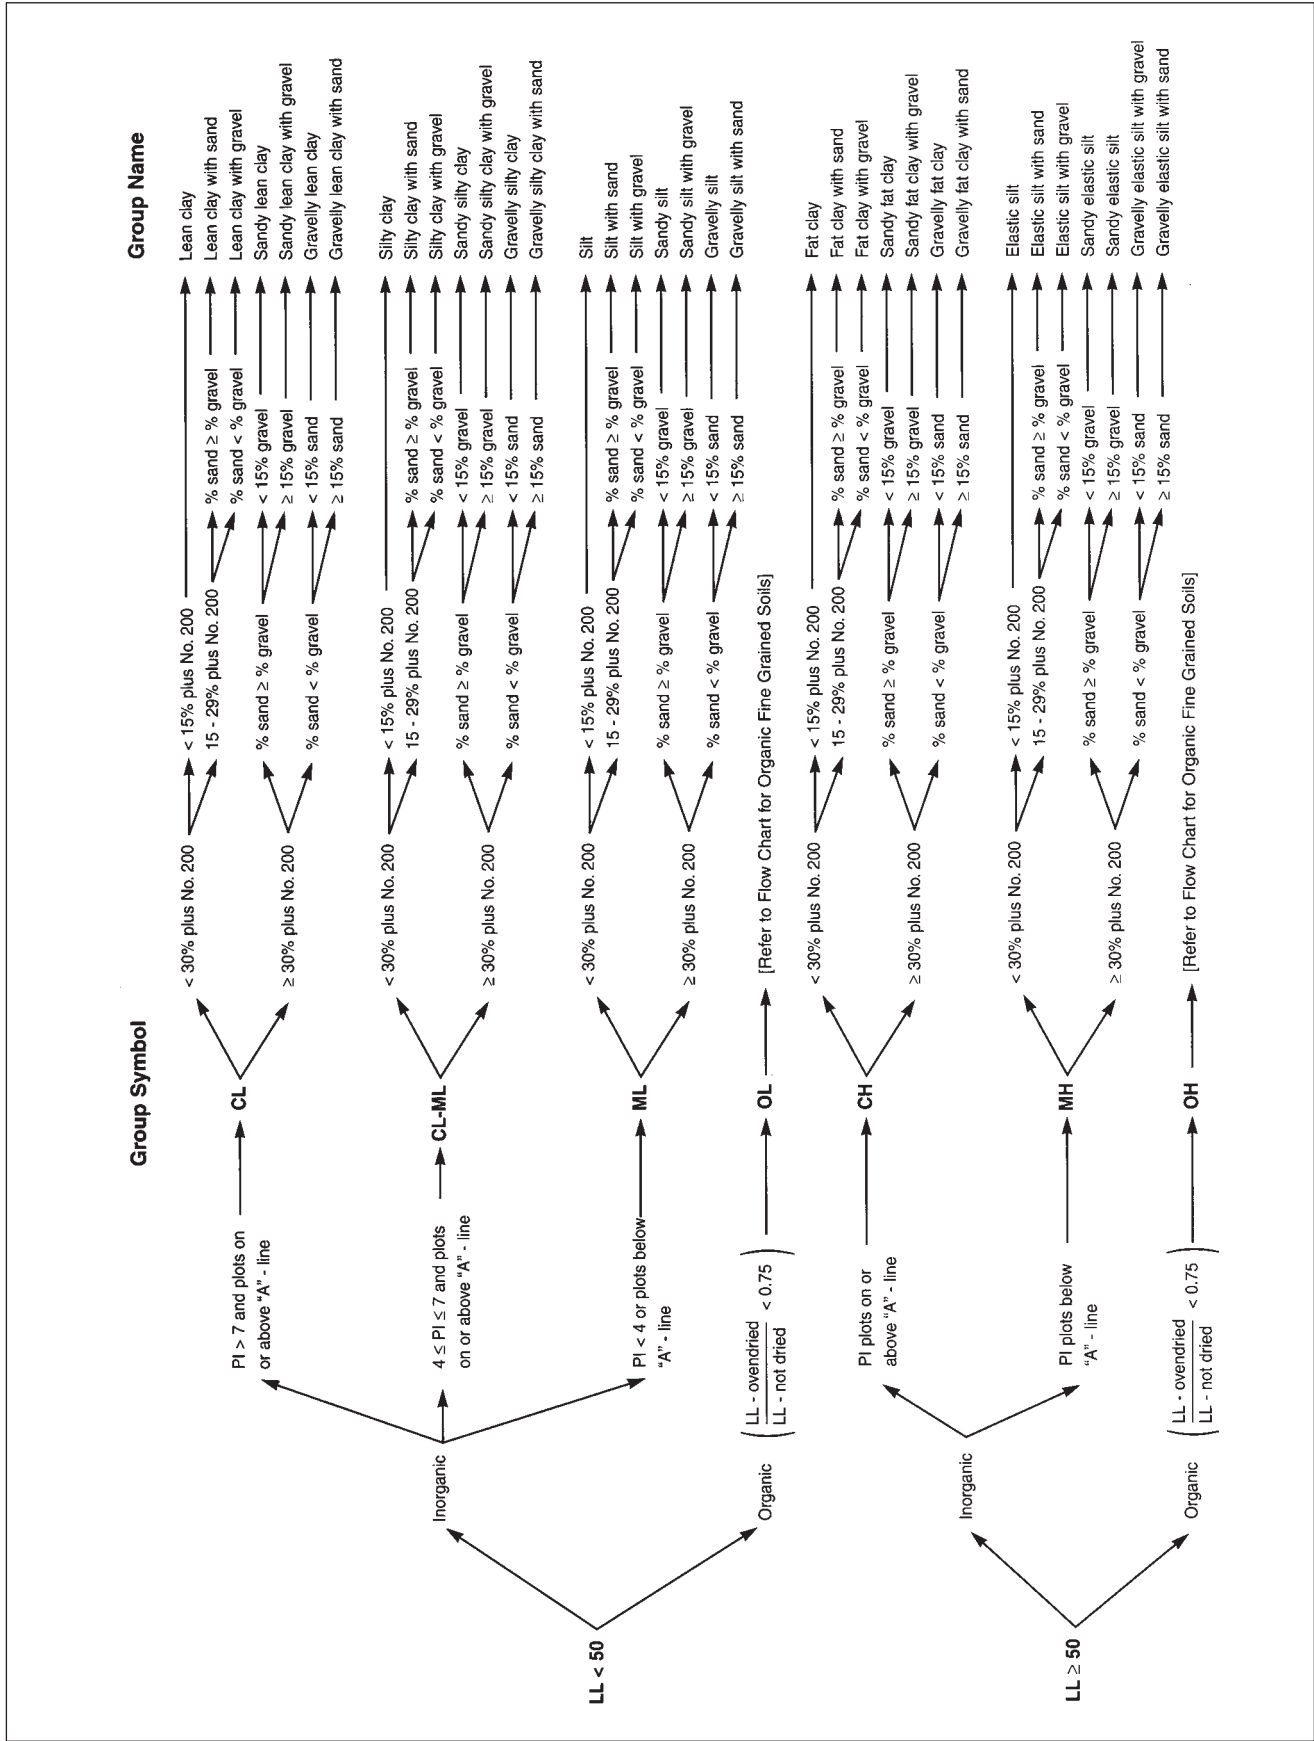 Group Symbol
Group Name
LL < 50
Inorganic
PI > 7 and plots on
or above “A” - line
CL
< 30% plus No. 200
< 15% plus No. 200
Lean clay
15 - 29% plus No. 200
% sand ≥ % gravel
Lean clay with sand
% sand < % gravel
Lean clay with gravel
≥ 30% plus No. 200
% sand ≥ % gravel
< 15% gravel
Sandy lean clay
≥ 15% gravel
Sandy lean clay with gravel
% sand < % gravel
< 15% sand
Gravelly lean clay
≥ 15% sand
Gravelly lean clay with sand
4 ≤ PI ≤ 7 and plots
on or above “A” - line
CL-ML
< 30% plus No. 200
< 15% plus No. 200
Silty clay
15 - 29% plus No. 200
% sand ≥ % gravel
Silty clay with sand
% sand < % gravel
Silty clay with gravel
≥ 30% plus No. 200
% sand ≥ % gravel
< 15% gravel
Sandy silty clay
≥ 15% gravel
Sandy silty clay with gravel
% sand < % gravel
< 15% sand
Gravelly silty clay
≥ 15% sand
Gravelly silty clay with sand
PI < 4 or plots below
“A” - line
ML
< 30% plus No. 200
< 15% plus No. 200
Silt
15 - 29% plus No. 200
% sand ≥ % gravel
Silt with sand
% sand < % gravel
Silt with gravel
≥ 30% plus No. 200
% sand ≥ % gravel
< 15% gravel
Sandy silt
≥ 15% gravel
Sandy silt with gravel
% sand < % gravel
< 15% sand
Gravelly silt
≥ 15% sand
Gravelly silt with sand
Organic
(LL - ovendried
LL - not dried < 0.75)
OL
[Refer to Flow Chart for Organic Fine Grained Soils]
LL ≥ 50
Inorganic
PI plots on or
above “A” - line
CH
< 30% plus No. 200
< 15% plus No. 200
Fat clay
15 - 29% plus No. 200
% sand ≥ % gravel
Fat clay with sand
% sand < % gravel
Fat clay with gravel
≥ 30% plus No. 200
% sand ≥ % gravel
< 15% gravel
Sandy fat clay
≥ 15% gravel
Sandy fat clay with gravel
% sand < % gravel
< 15% sand
Gravelly fat clay
≥ 15% sand
Gravelly fat clay with sand
PI plots below
“A” - line
MH
< 30% plus No. 200
< 15% plus No. 200
Elastic silt
15 - 29% plus No. 200
% sand ≥ % gravel
Elastic silt with sand
% sand < % gravel
Elastic silt with gravel
≥ 30% plus No. 200
% sand ≥ % gravel
< 15% gravel
Sandy elastic silt
≥ 15% gravel
Sandy elastic silt
% sand < % gravel
< 15% sand
Gravelly elastic silt with gravel
≥ 15% sand
Gravelly elastic silt with sand
Organic
(LL - ovendried
LL - not dried < 0.75)
OH
[Refer to Flow Chart for Organic Fine Grained Soils]